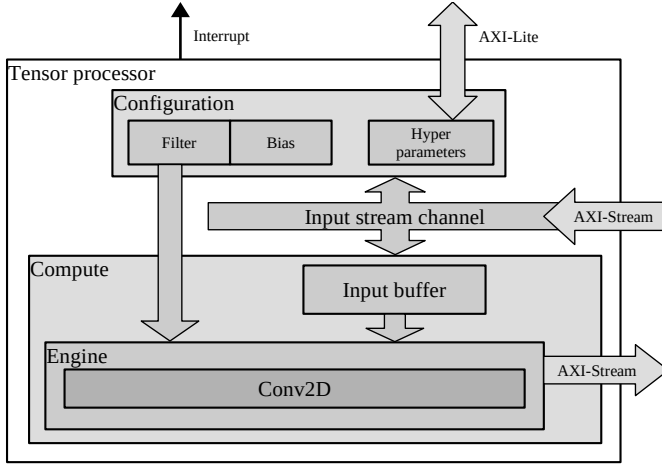 Interrupt
AXI-Lite
Tensor processor
Configuration
Filter
Bias
Hyper
parameters
Input stream channel
AXI-Stream
Compute
Input buffer
Engine
AXI-Stream
Conv2D